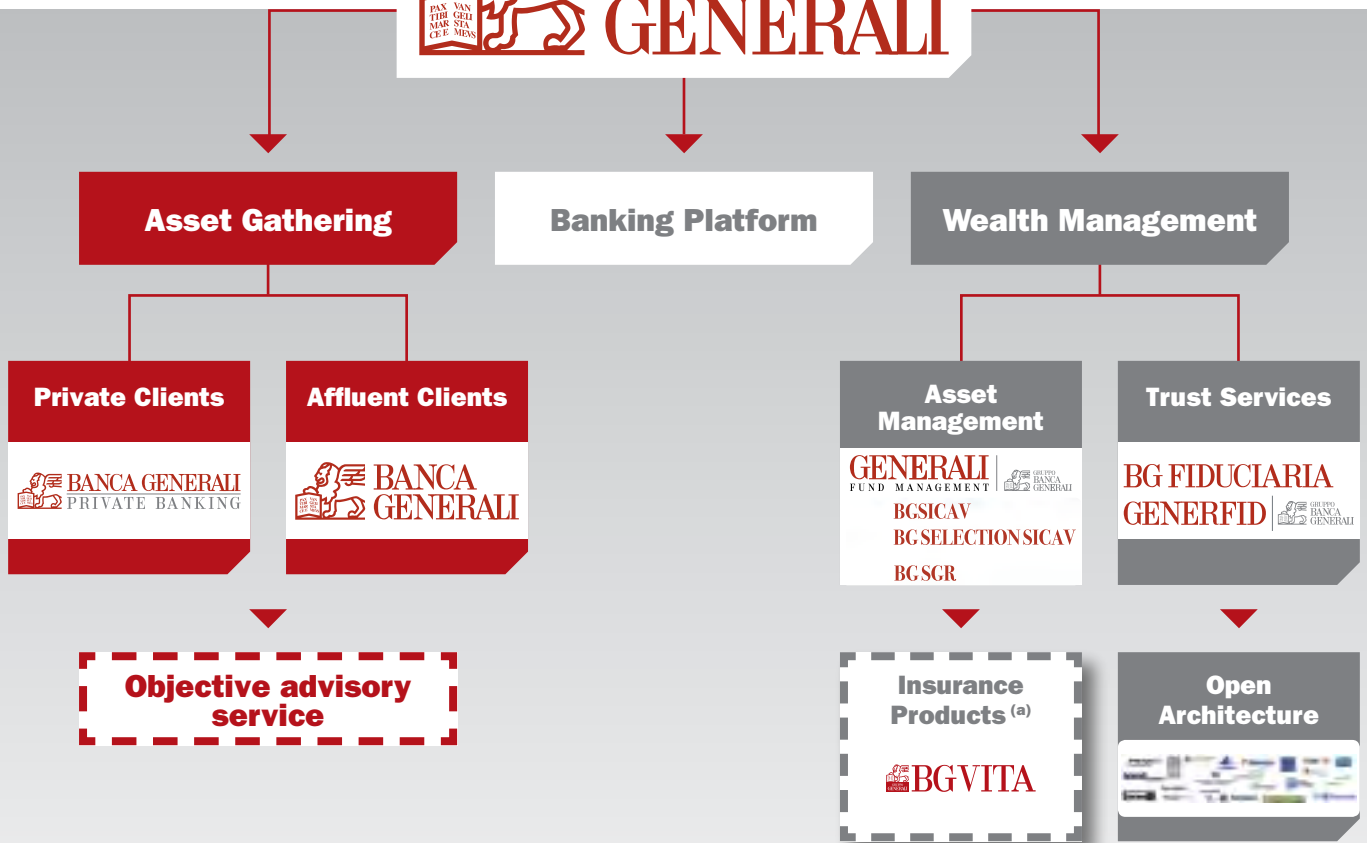 PAX VAN
TIBI GELI
MAR STA
CE E MEVS
GENERALI
Asset Gathering
Banking Platform
Wealth Management
Private Clients
Affluent Clients
Asset
Management
Trust Services
BANCA GENERALI
PRIVATE BANKING
BANCA
GENERALI
GENERALI
FUND MANAGEMENT
GRUPPO
BANCA
GENERALI
BGSICAV
BG SELECTION SICAV
BG SGR
BG FIDUCIARIA
GENERFID
GRUPPO
BANCA
GENERALI
Objective advisory
service
Insurance
Products (a)
BGVITA
Open
Architecture